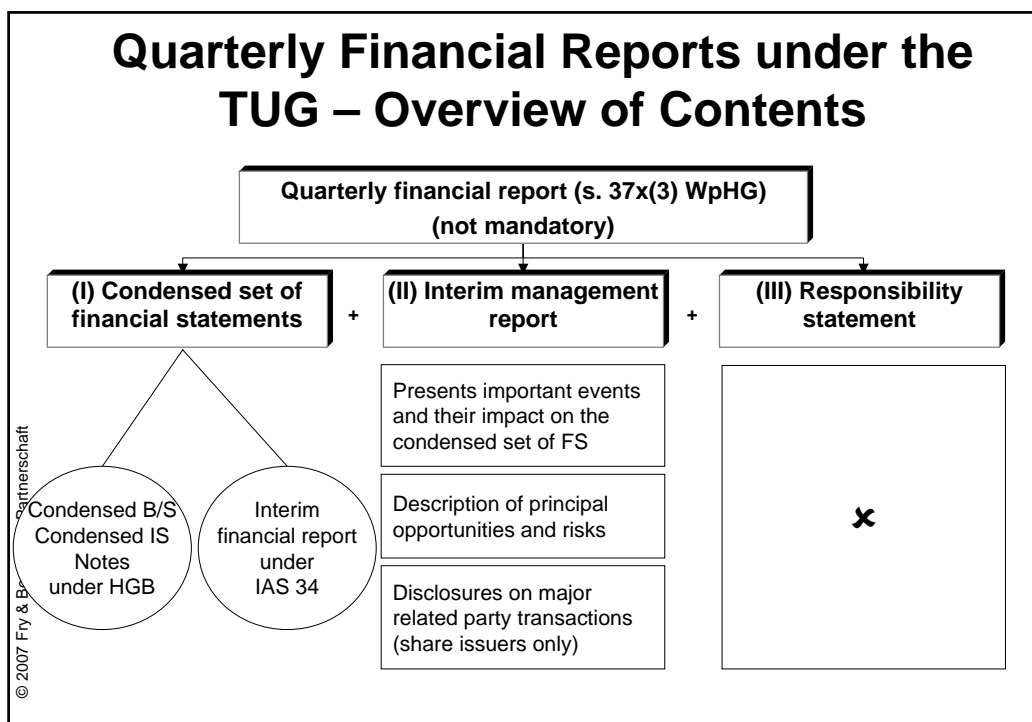 Quarterly Financial Reports under the
TUG – Overview of Contents
Quarterly financial report (s. 37x(3) WpHG)
(not mandatory)
(I) Condensed set of
financial statements
+
(II) Interim management
report
+
(III) Responsibility
statement
Condensed B/S
Condensed IS
Notes
under HGB
Interim
financial report
under
IAS 34
Presents important events
and their impact on the
condensed set of FS
Description of principal
opportunities and risks
Disclosures on major
related party transactions
(share issuers only)
✘
© 2007 Fry & Partnerschaft